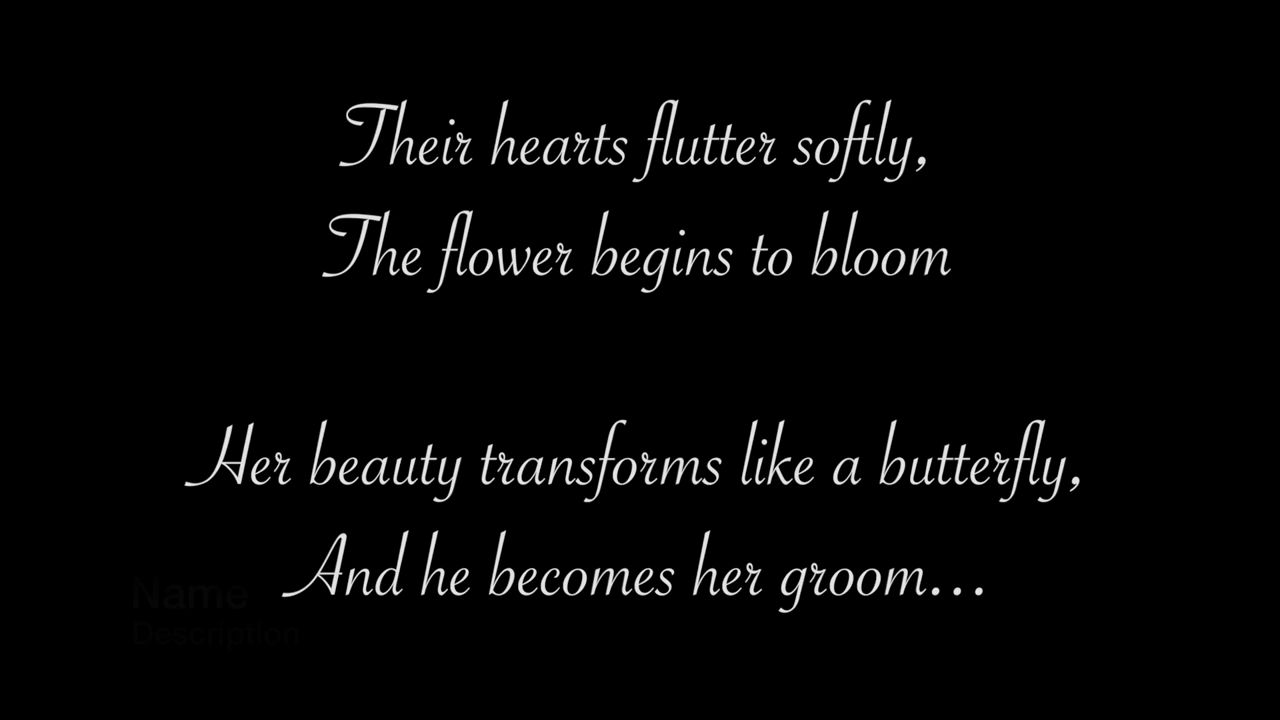 Their hearts flutter softly,
The flower begins to bloom
Her beauty transforms like a butterfly,
And he becomes her groom...
Name
Description